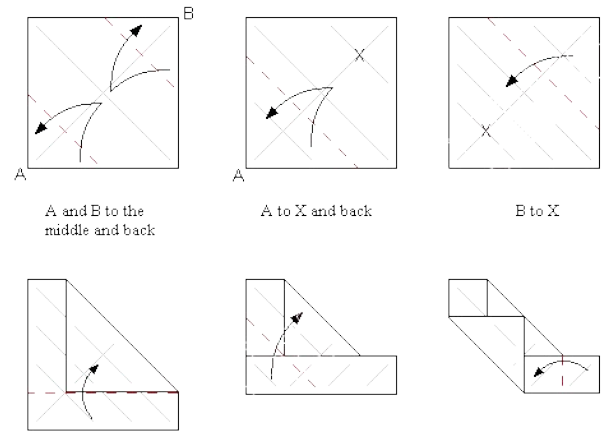 B
X
X
A
A
A and B to the
middle and back
A to X and back
B to X